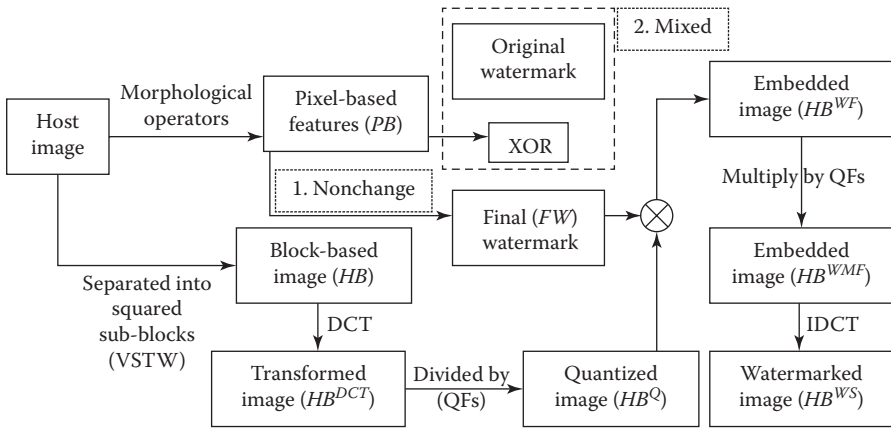 Host
image
Morphological
operators
Pixel-based
features (PB)
Original
watermark
XOR
2. Mixed
1. Nonchange
Final (FW)
watermark
Embedded
image (HB^WF)
Multiply by QFs
Embedded
image (HB^WMF)
IDCT
Watermarked
image (HB^WS)
Separated into
squared
sub-blocks
(VSTW)
Block-based
image (HB)
DCT
Transformed
image (HB^DCT)
Divided by
(QFs)
Quantized
image (HB^Q)